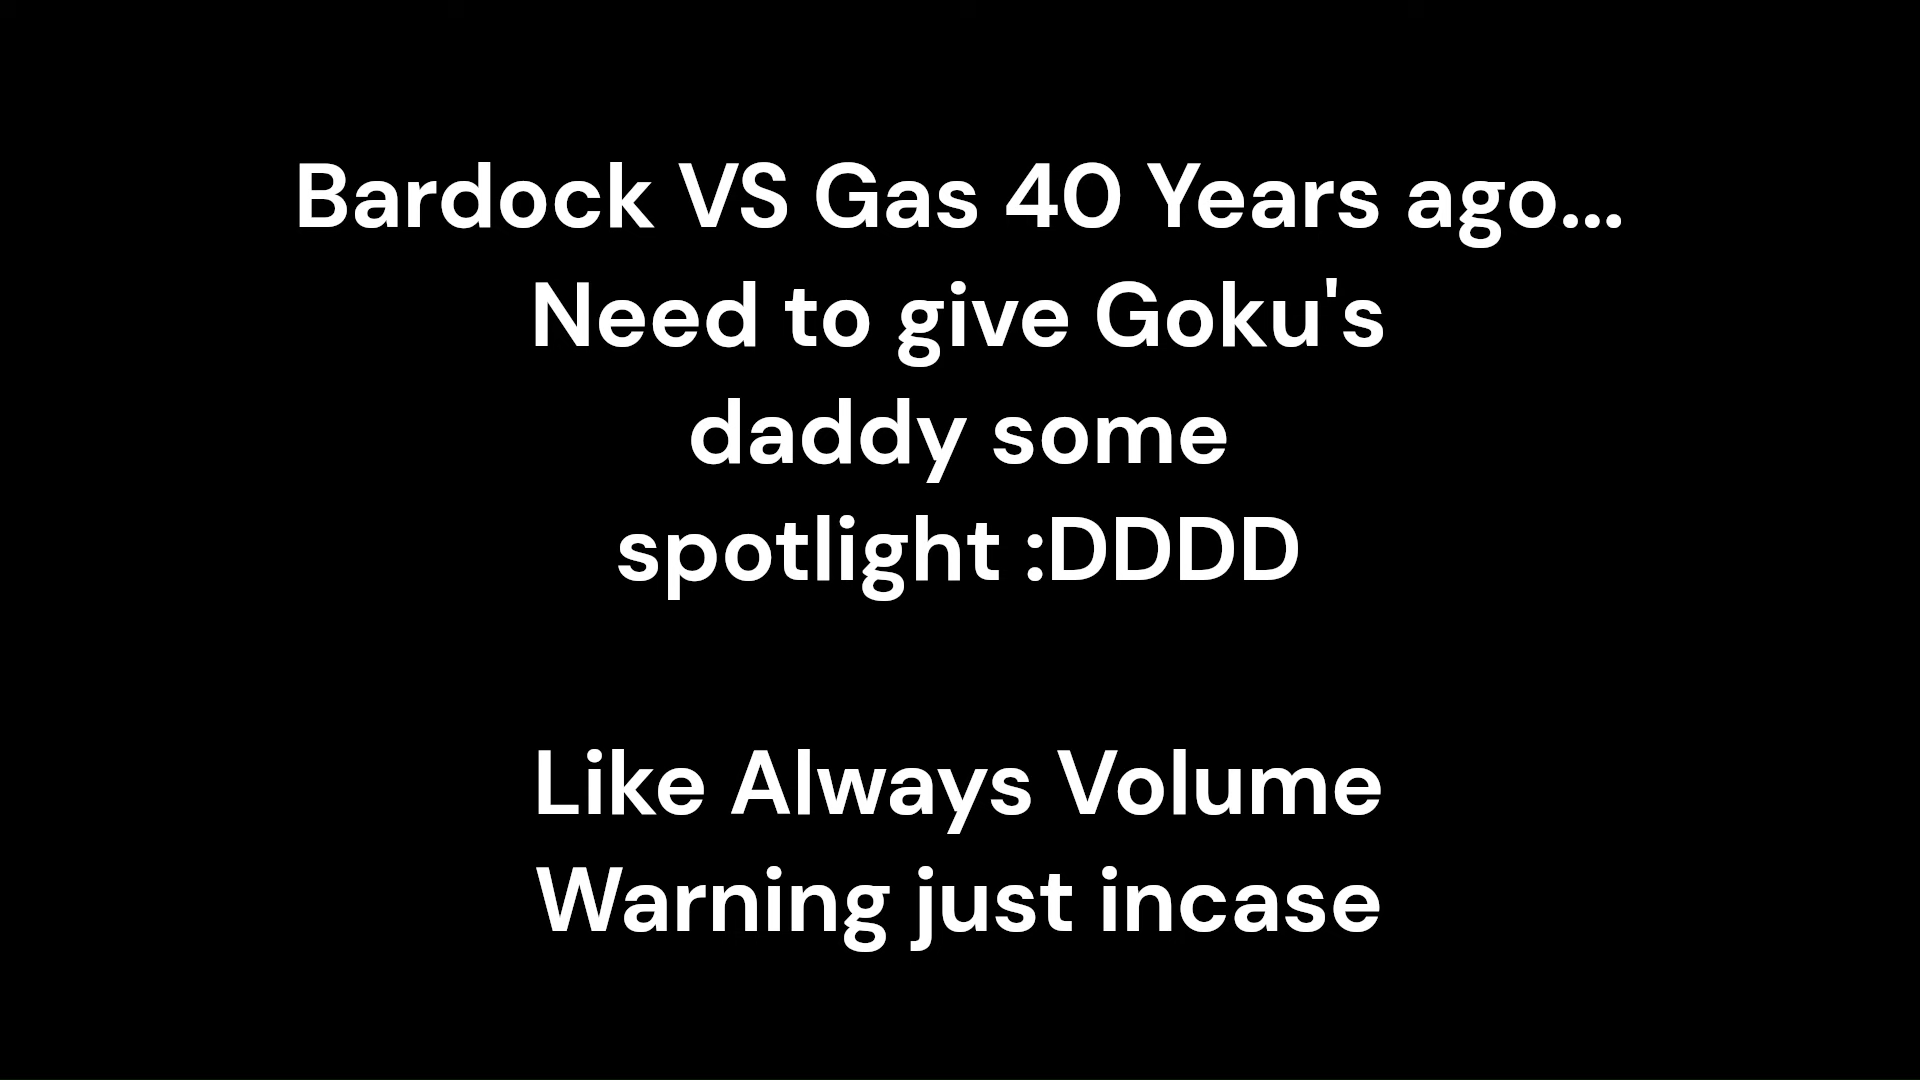 Bardock VS Gas 40 Years ago...
Need to give Goku's
daddy some
spotlight :DDDD
Like Always Volume
Warning just incase